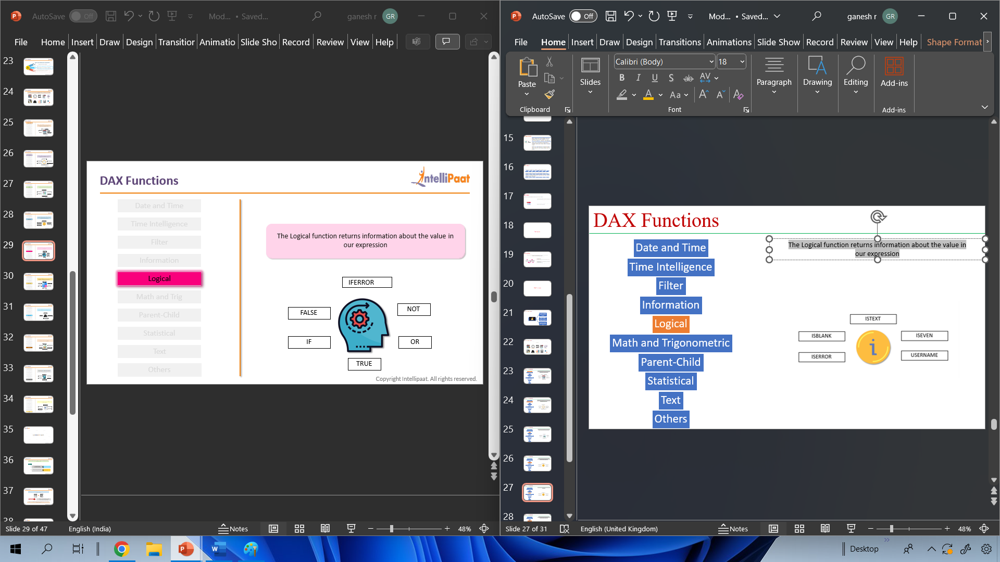 AutoSave Off Mod... • Saved... ganesh r GR
File Home Insert Draw Design Transitior Animatio Slide Sho Record Review View Help
23
24
25
26
27
28
29
30
31
32
33
34
35
36
37
38
DAX Functions
IntelliPaat
Date and Time
Time Intelligence
Filter
Information
Logical
Math and Trig
Parent-Child
Statistical
Text
Others
The Logical function returns information about the value in
our expression
IFERROR
FALSE
NOT
IF
OR
TRUE
Copyright Intellipaat. All rights reserved.
Slide 29 of 47 English (India) Notes 48%
AutoSave Off Mod... • Saved... ganesh r GR
File Home Insert Draw Design Transitions Animations Slide Show Record Review View Help Shape Format
Paste
Clipboard
Slides
Calibri (Body) 18
B I U S ab AV
A Aa A A A
Font
Paragraph
Drawing
Editing
Add-ins
Add-ins
15
16
17
18
19
20
21
22
23
24
25
26
27
28
DAX Functions
Date and Time
Time Intelligence
Filter
Information
Logical
Math and Trigonometric
Parent-Child
Statistical
Text
Others
The Logical function returns information about the value in
our expression
ISTEXT
ISBLANK
ISEVEN
ISERROR
USERNAME
i
Slide 27 of 31 English (United Kingdom) Notes 48%
Desktop